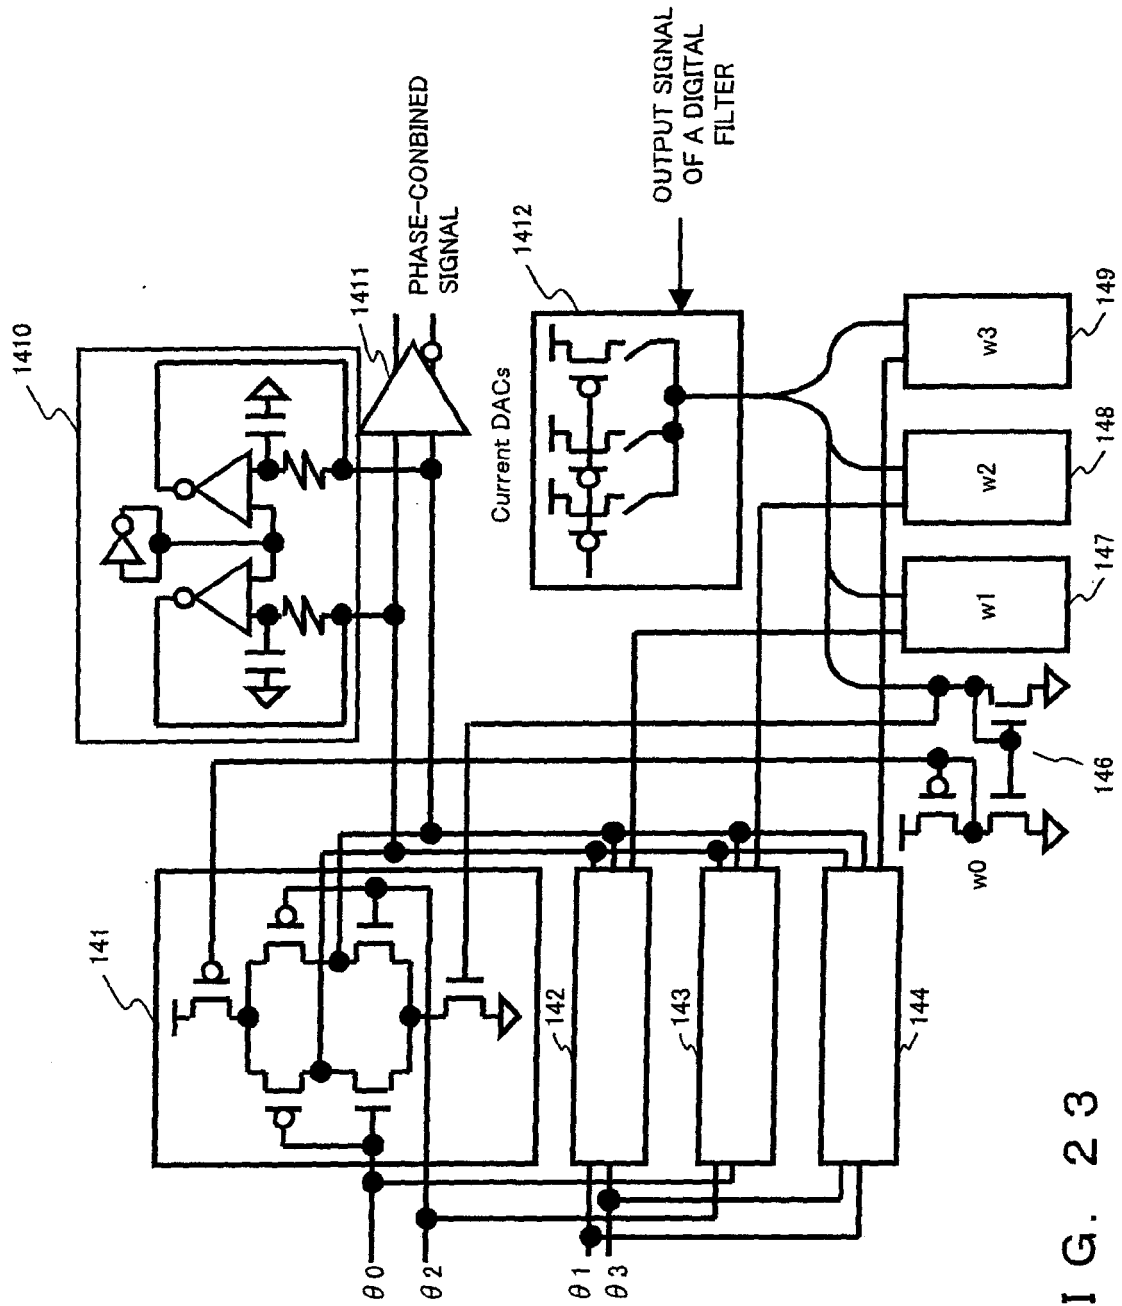 1410
1411
PHASE-CONBINED
SIGNAL
OUTPUT SIGNAL
OF A DIGITAL
FILTER
1412
Current DACs
141
142
143
144
w3
149
w2
148
w1
147
146
w0
θ0
θ2
θ1
θ3
I G. 2 3